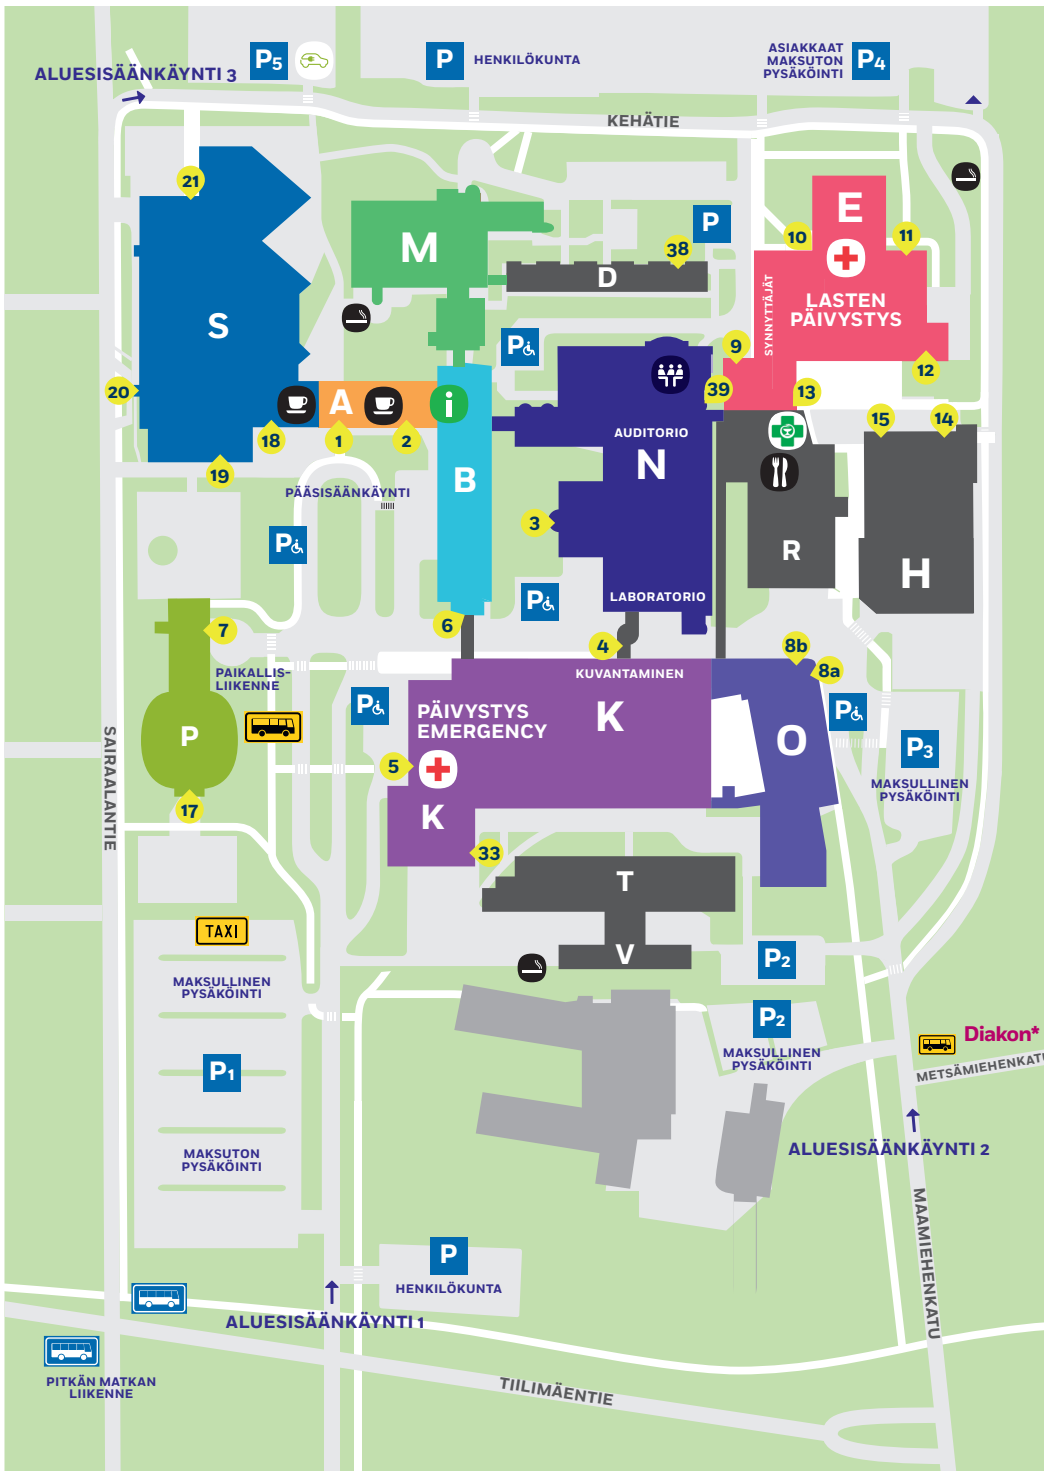 P5
P
HENKILÖKUNTA
ASIAKKAAT
MAKSUTON
PYSÄKÖINTI
P4
ALUESISÄÄNKÄYNTI 3
KEHÄTIE
21
M
P
38
D
E
10
11
SYNNYTTÄJÄT
LASTEN
PÄIVYSTYS
S
P
9
12
20
A
i
39
13
18
1
2
AUDITORIO
15
14
19
PÄÄSISÄÄNKÄYNTI
B
N
3
P
R
H
P
LABORATORIO
6
7
4
8b
8a
PAIKALLIS-
LIIKENNE
KUVANTAMINEN
P
PÄIVYSTYS
EMERGENCY
K
P
O
P3
P
5
MAKSULLINEN
PYSÄKÖINTI
SAIRAALANTIE
17
K
33
T
TAXI
V
P2
MAKSULLINEN
PYSÄKÖINTI
P2
Diakon*
MAKSULLINEN
PYSÄKÖINTI
METSÄMIEHENKATU
P1
MAKSUTON
PYSÄKÖINTI
ALUESISÄÄNKÄYNTI 2
MAAMIEHENKATU
P
HENKILÖKUNTA
ALUESISÄÄNKÄYNTI 1
PITKÄN MATKAN
LIIKENNE
TIILIMÄENTIE